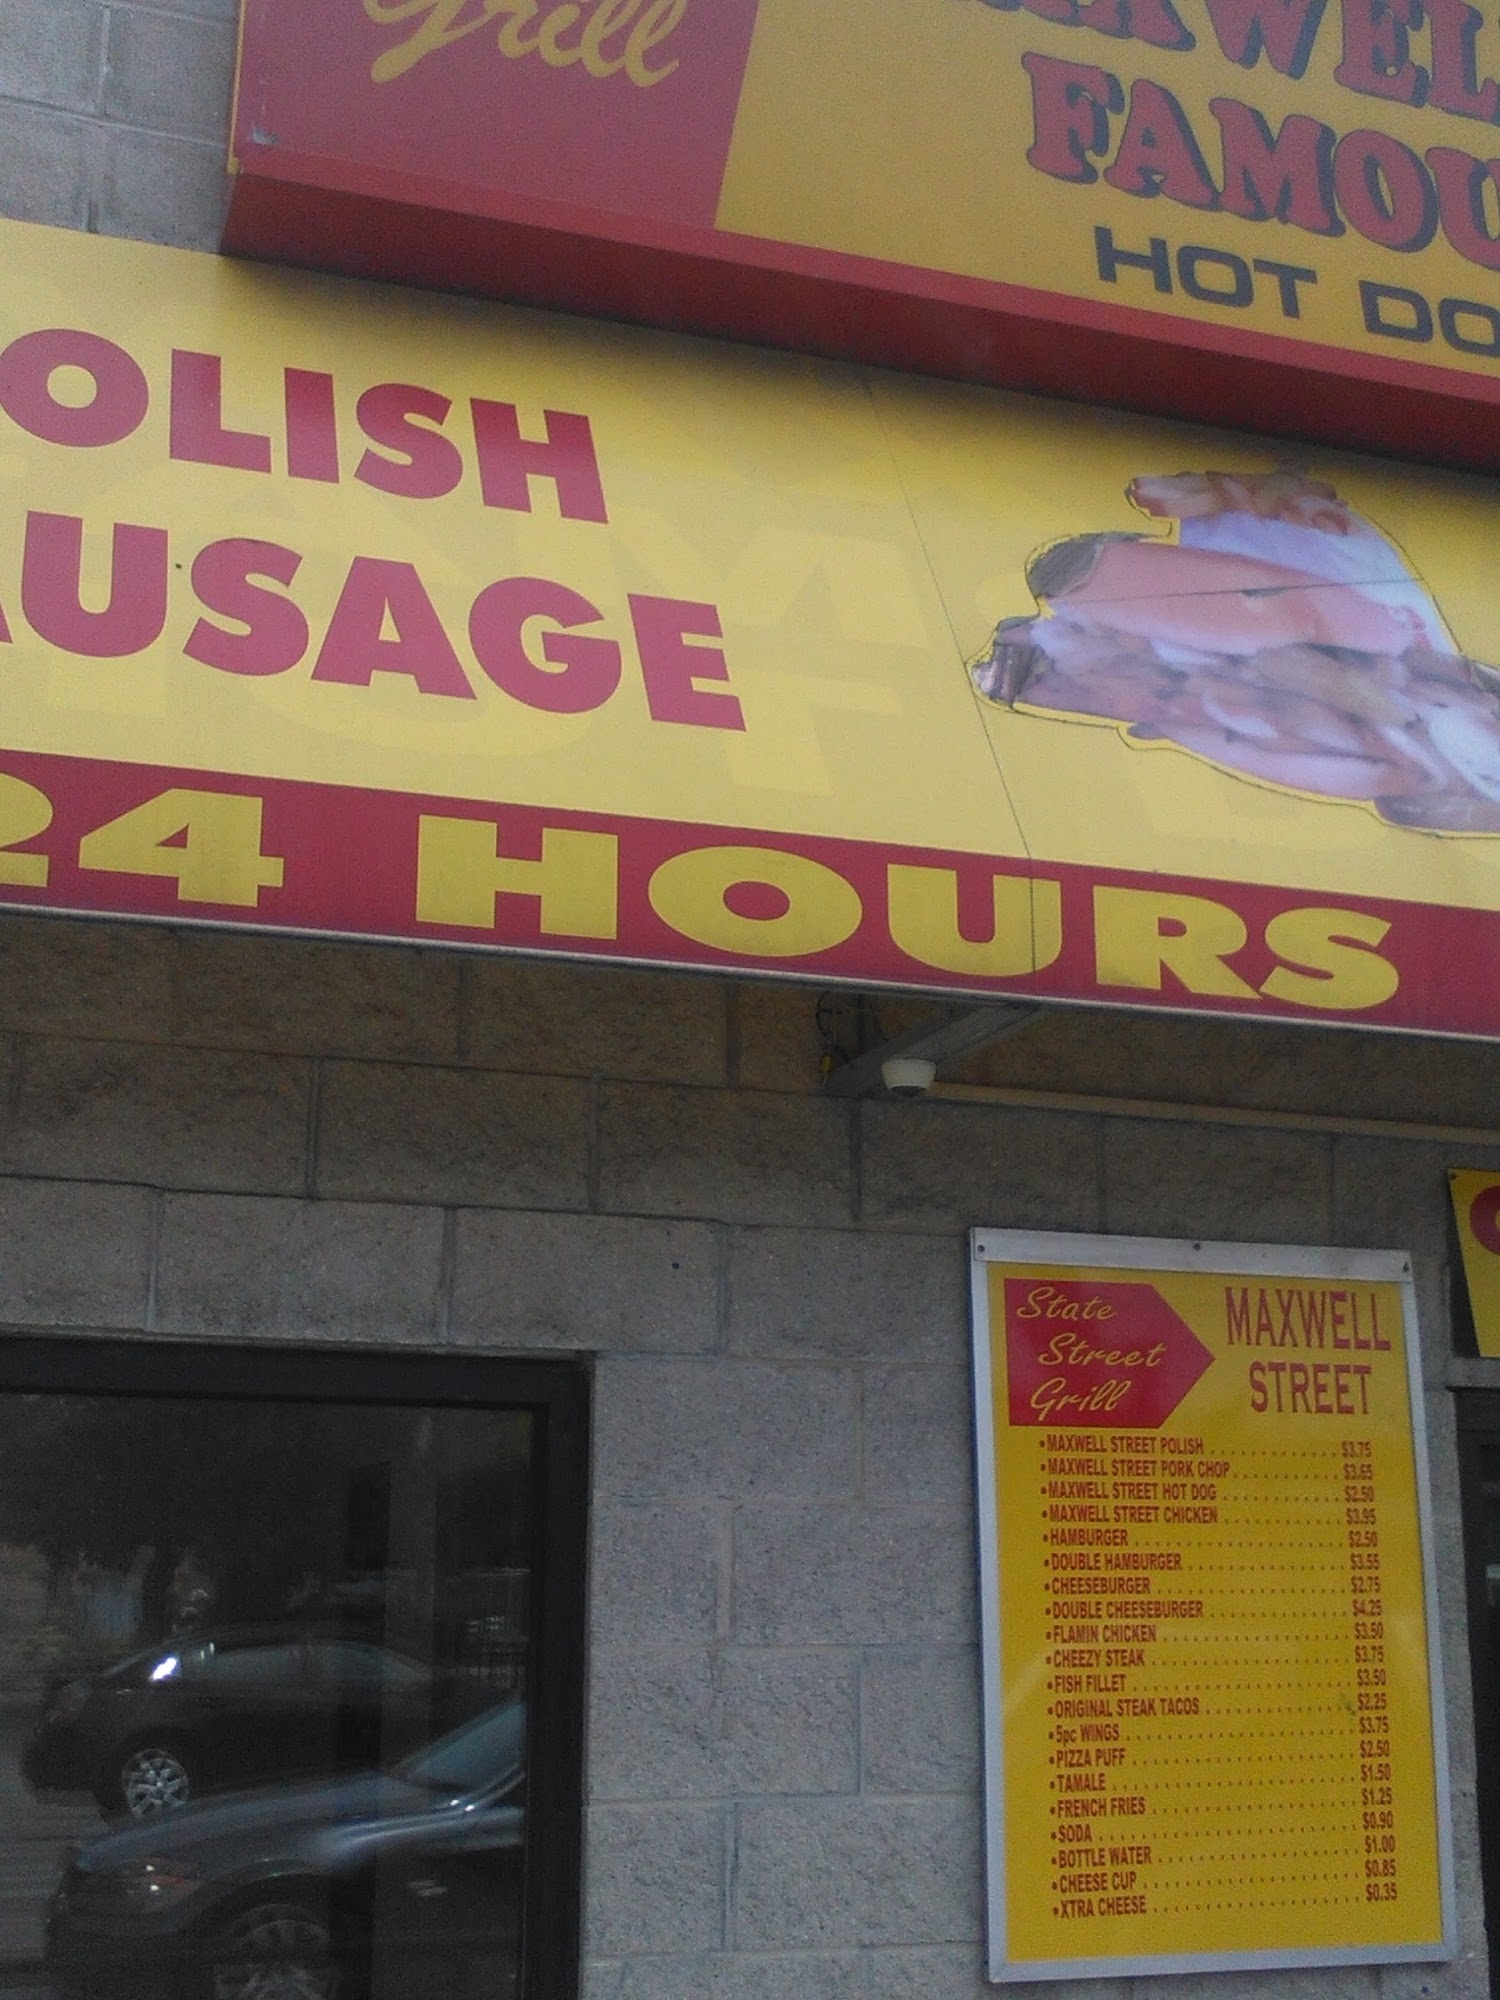 Grill
FAMOU
HOT DO
OLISH
AUSAGE
24 HOURS
State
Street
Grill
MAXWELL
STREET
•MAXWELL STREET POLISH $3.75
•MAXWELL STREET PORK CHOP $3.65
•MAXWELL STREET HOT DOG $2.50
•MAXWELL STREET CHICKEN $3.95
•HAMBURGER $2.50
•DOUBLE HAMBURGER $3.55
•CHEESEBURGER $2.75
•DOUBLE CHEESEBURGER $4.25
•FLAMIN CHICKEN $3.50
•CHEEZY STEAK $3.75
•FISH FILLET $3.50
•ORIGINAL STEAK TACOS $2.25
•5pc WINGS $3.75
•PIZZA PUFF $2.50
•TAMALE $1.50
•FRENCH FRIES $1.25
•SODA $0.90
•BOTTLE WATER $1.00
•CHEESE CUP $0.85
•XTRA CHEESE $0.35